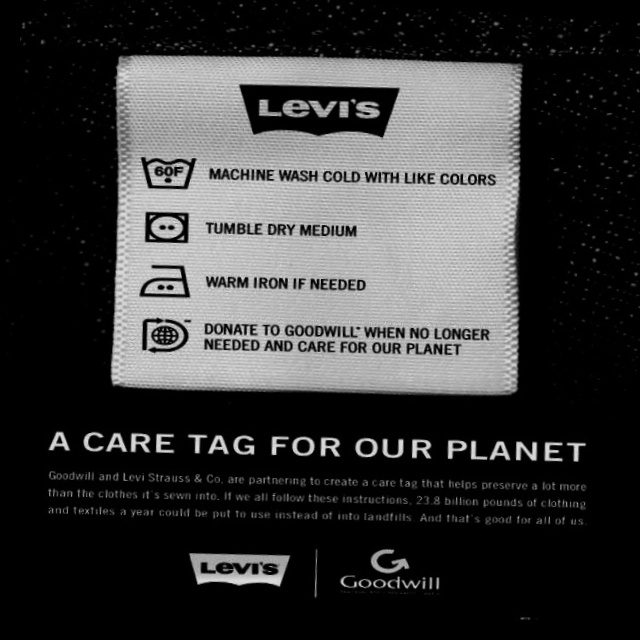 LEVI'S
60F
MACHINE WASH COLD WITH LIKE COLORS
TUMBLE DRY MEDIUM
WARM IRON IF NEEDED
DONATE TO GOODWILL™ WHEN NO LONGER
NEEDED AND CARE FOR OUR PLANET
A CARE TAG FOR OUR PLANET
Goodwill and Levi Strauss & Co. are partnering to create a care tag that helps preserve a lot more
than the clothes it's sewn into. If we all follow these instructions, 23.8 billion pounds of clothing
and textiles a year could be put to use instead of into landfills. And that's good for all of us.
LEVI'S
Goodwill